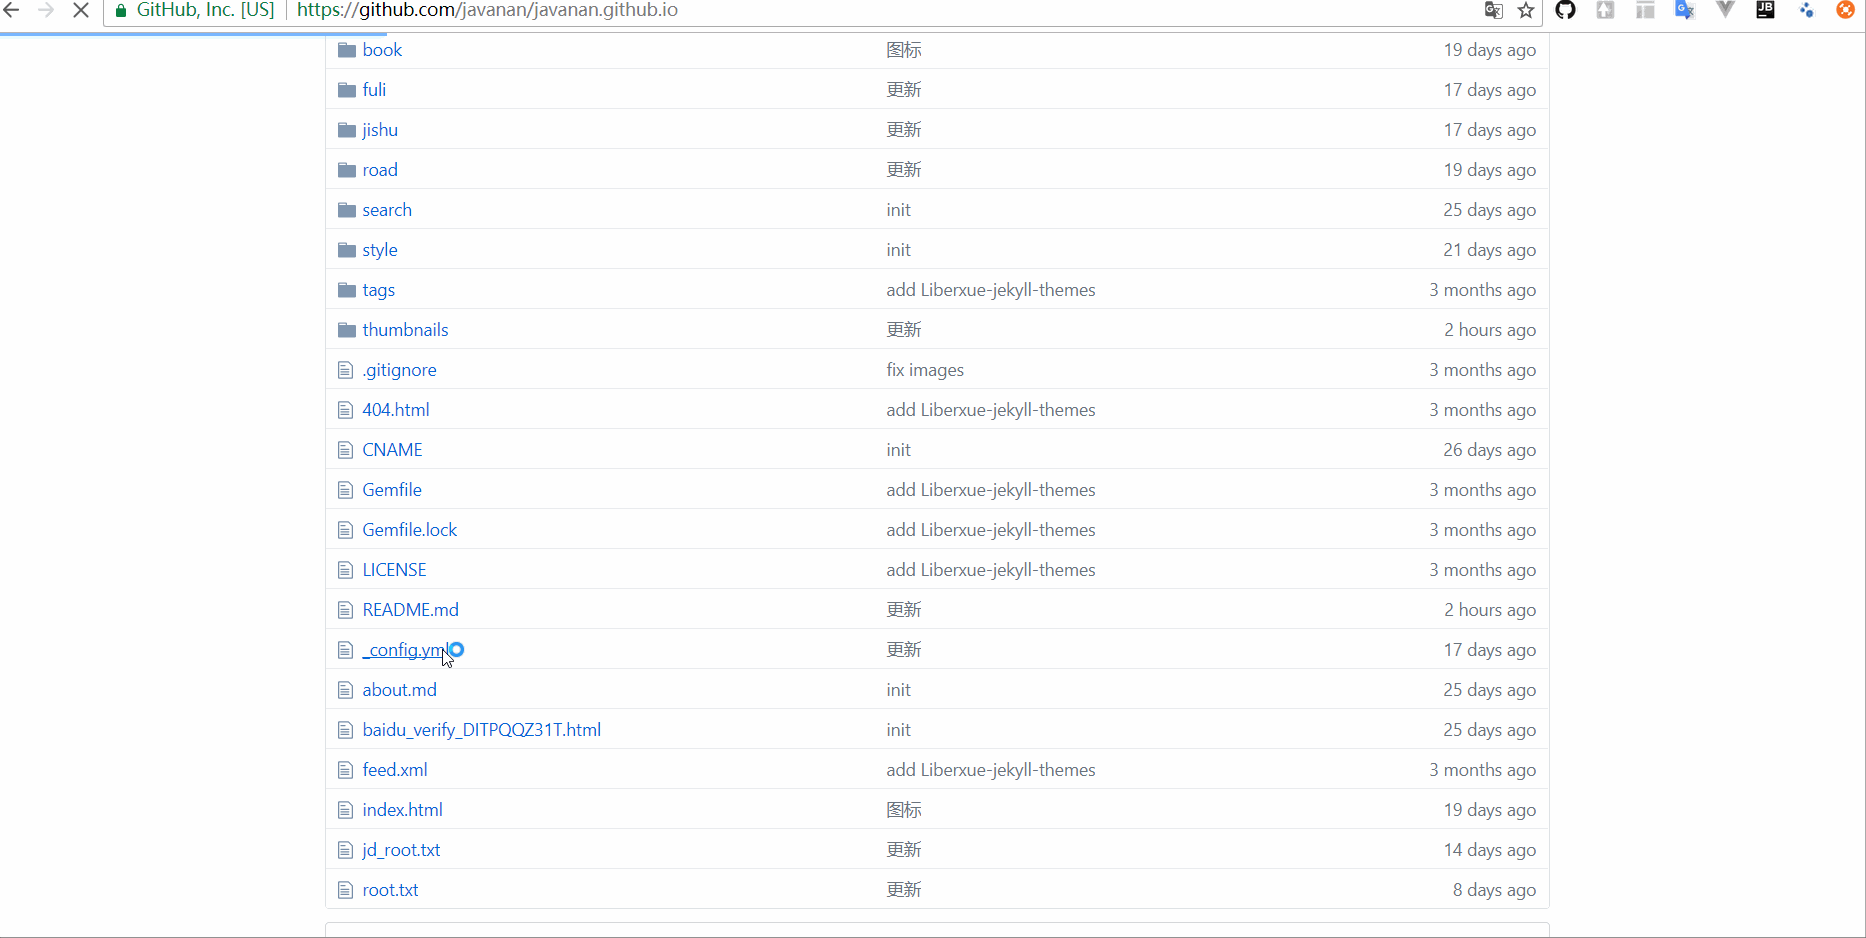 GitHub, Inc. [US] https://github.com/javanan/javanan.github.io
JB
book 图标 19 days ago
fuli 更新 17 days ago
jishu 更新 17 days ago
road 更新 19 days ago
search init 25 days ago
style init 21 days ago
tags add Liberxue-jekyll-themes 3 months ago
thumbnails 更新 2 hours ago
.gitignore fix images 3 months ago
404.html add Liberxue-jekyll-themes 3 months ago
CNAME init 26 days ago
Gemfile add Liberxue-jekyll-themes 3 months ago
Gemfile.lock add Liberxue-jekyll-themes 3 months ago
LICENSE add Liberxue-jekyll-themes 3 months ago
README.md 更新 2 hours ago
_config.yml 更新 17 days ago
about.md init 25 days ago
baidu_verify_DITPQQZ31T.html init 25 days ago
feed.xml add Liberxue-jekyll-themes 3 months ago
index.html 图标 19 days ago
jd_root.txt 更新 14 days ago
root.txt 更新 8 days ago